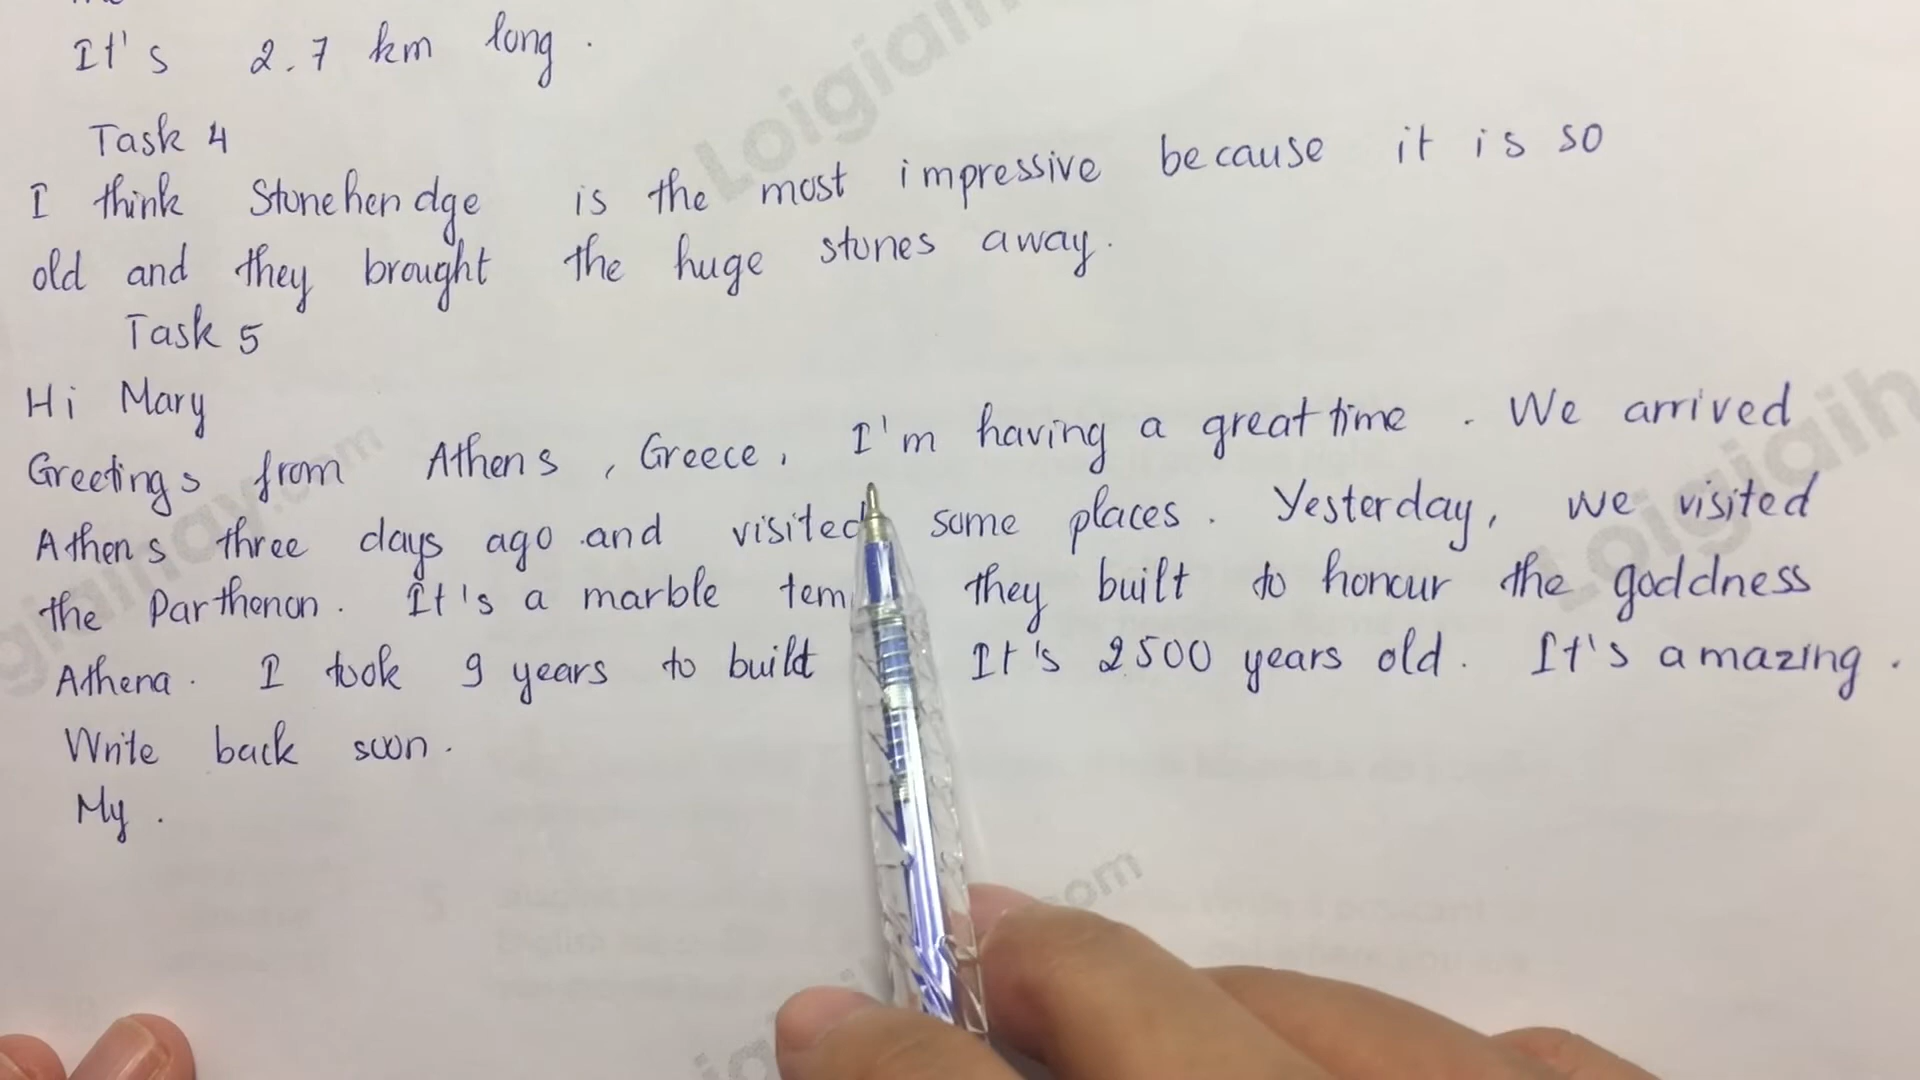 It's 2.7 km long.
Task 4
I think Stonehendge is the most impressive because it is so
old and they brought the huge stones away.
Task 5
Hi Mary
Greetings from Athens, Greece, I'm having a great time. We arrived
Athens three days ago and visited some places. Yesterday, we visited
the Parthenon. It's a marble tem they built to honour the goddness
Athena. I took 9 years to build It's 2500 years old. It's amazing.
Write back soon.
My.